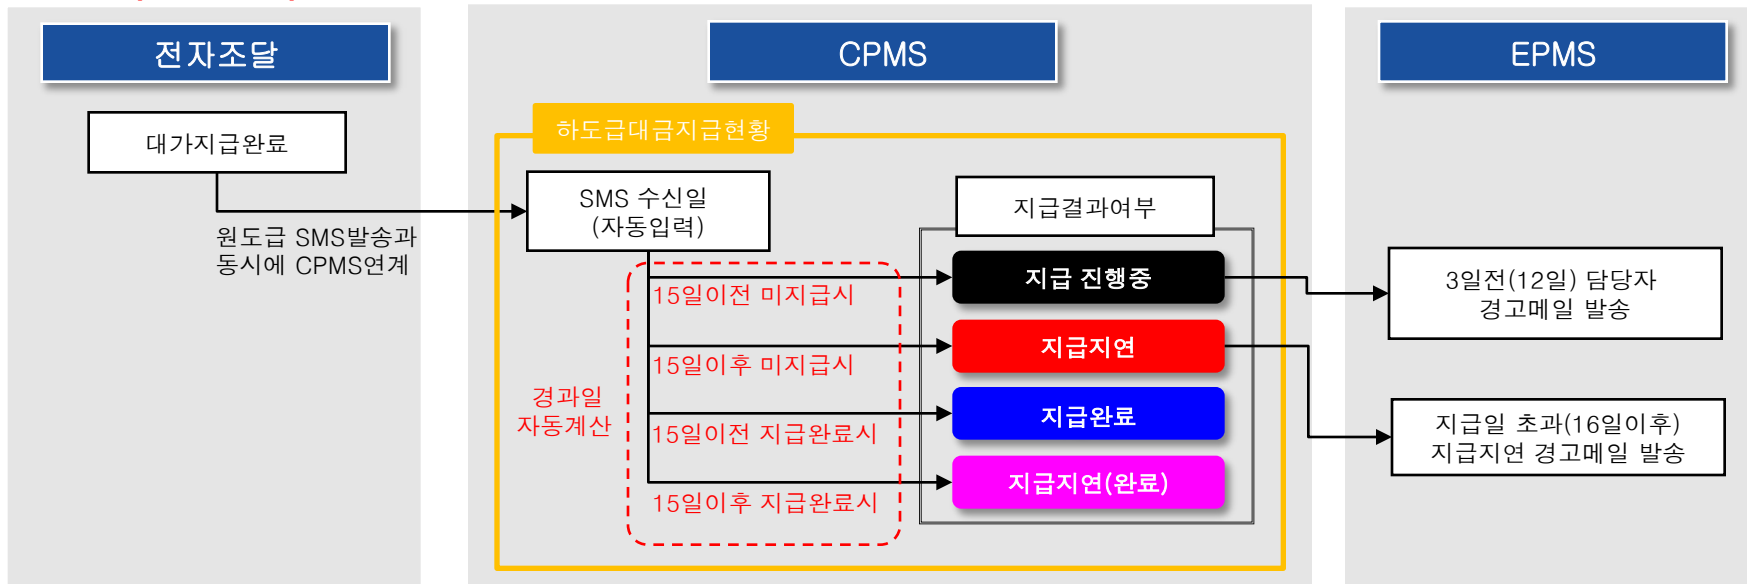 전자조달
CPMS
EPMS
대가지급완료
원도급 SMS발송과
동시에 CPMS연계
하도급대금지급현황
SMS 수신일
(자동입력)
지급결과여부
경과일
자동계산
15일이전 미지급시
지급 진행중
15일이후 미지급시
지급지연
15일이전 지급완료시
지급완료
15일이후 지급완료시
지급지연(완료)
3일전(12일) 담당자
경고메일 발송
지급일 초과(16일이후)
지급지연 경고메일 발송